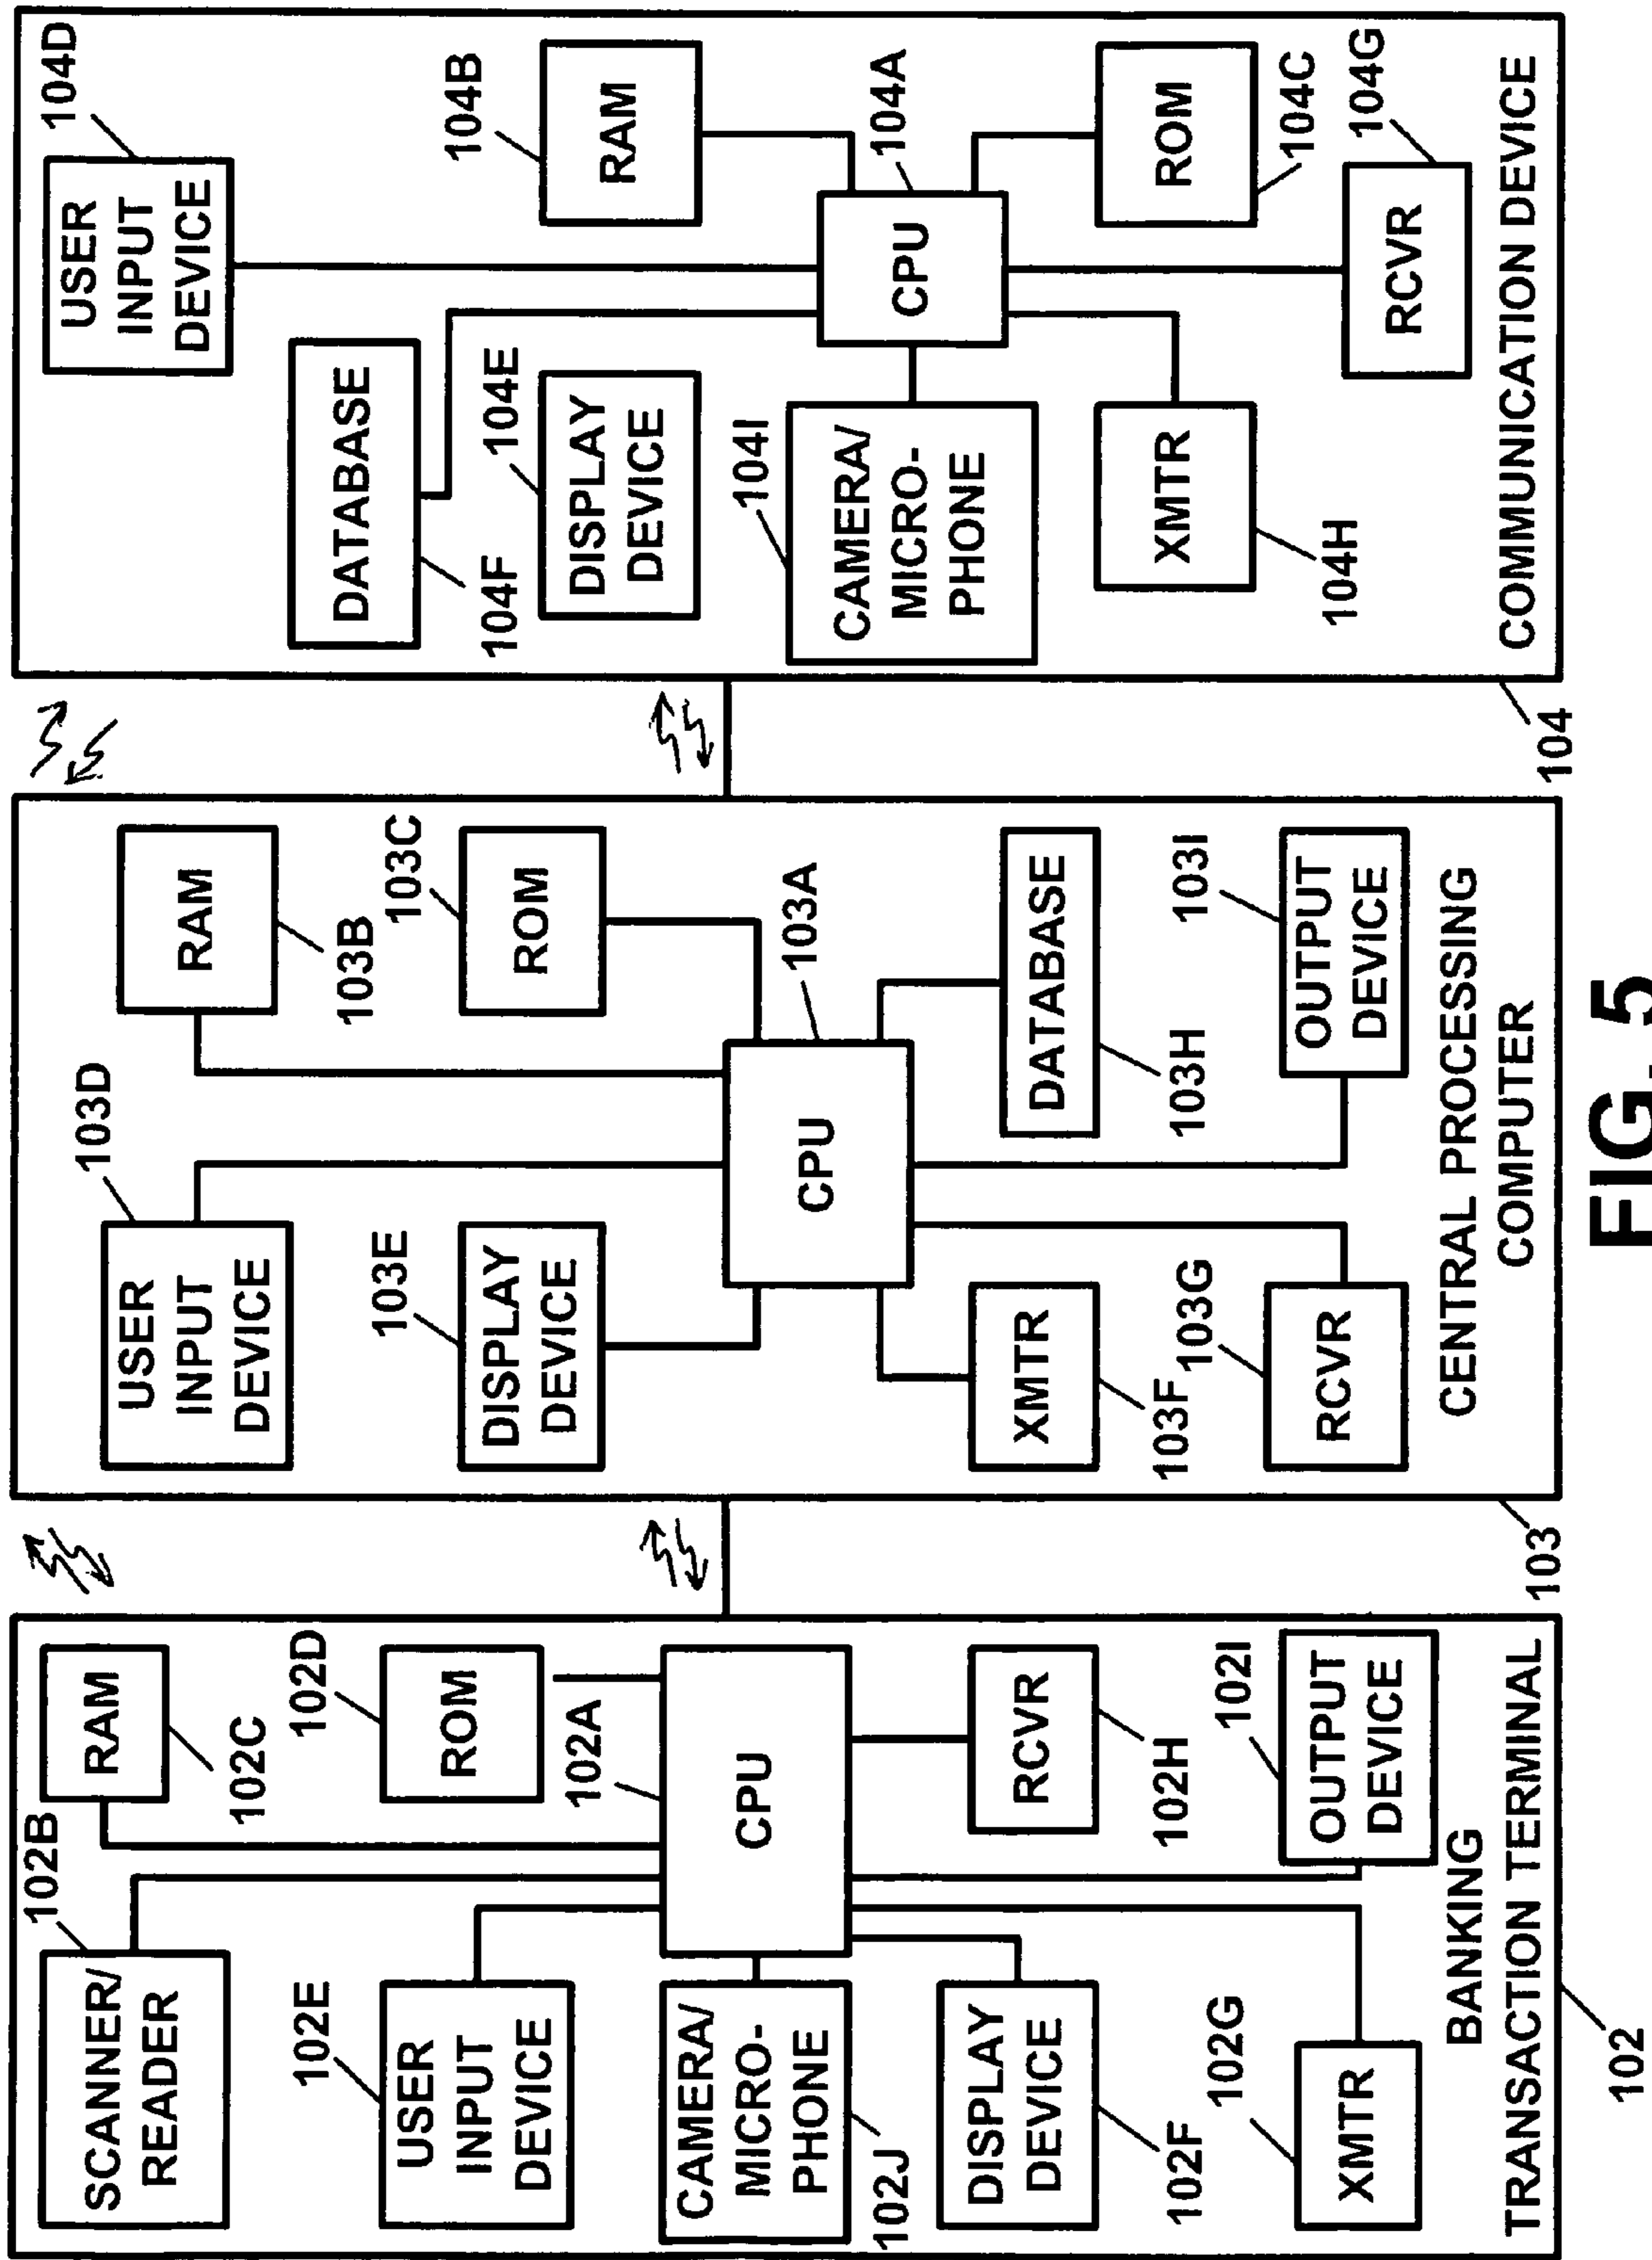 102B
SCANNER/
READER
RAM
102C
102D
ROM
102E
USER
INPUT
DEVICE
102A
CPU
CAMERA/
MICRO-
PHONE
102J
DISPLAY
DEVICE
102F
RCVR
102H
102G
XMTR
102I
OUTPUT
DEVICE
BANKING
TRANSACTION TERMINAL
102
103D
USER
INPUT
DEVICE
RAM
103B
103E
DISPLAY
DEVICE
103C
ROM
103A
CPU
XMTR
103F
DATABASE
103H
103G
RCVR
103I
OUTPUT
DEVICE
CENTRAL PROCESSING
COMPUTER
103
104D
USER
INPUT
DEVICE
DATABASE
104F
104B
RAM
104E
DISPLAY
DEVICE
104I
CAMERA/
MICRO-
PHONE
104A
CPU
XMTR
104H
ROM
104C
104G
RCVR
COMMUNICATION DEVICE
104
FIG. 5